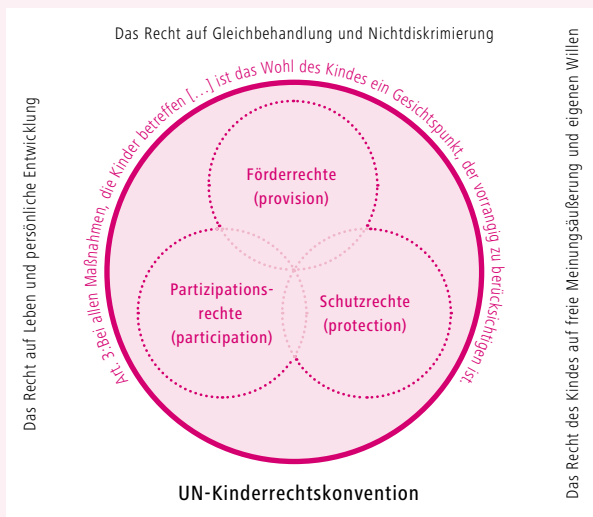 Das Recht auf Gleichbehandlung und Nichtdiskrimierung
Das Recht auf Leben und persönliche Entwicklung
Art. 3:Bei allen Maßnahmen, die Kinder betreffen [...] ist das Wohl des Kindes ein Gesichtspunkt, der vorrangig zu berücksichtigen ist.
Das Recht des Kindes auf freie Meinungsäußerung und eigenen Willen
Förderrechte
(provision)
Partizipations-
rechte
(participation)
Schutzrechte
(protection)
UN-Kinderrechtskonvention